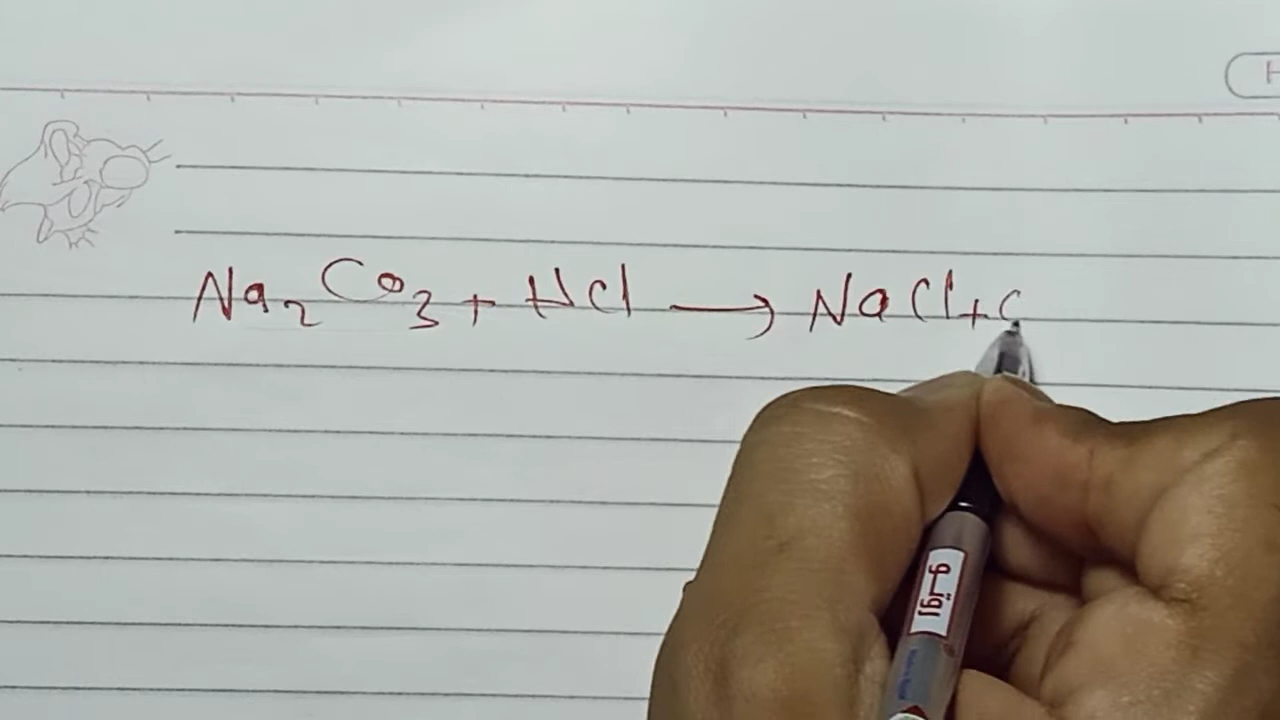 H
Na₂CO₃ + HCl → NaCl + C